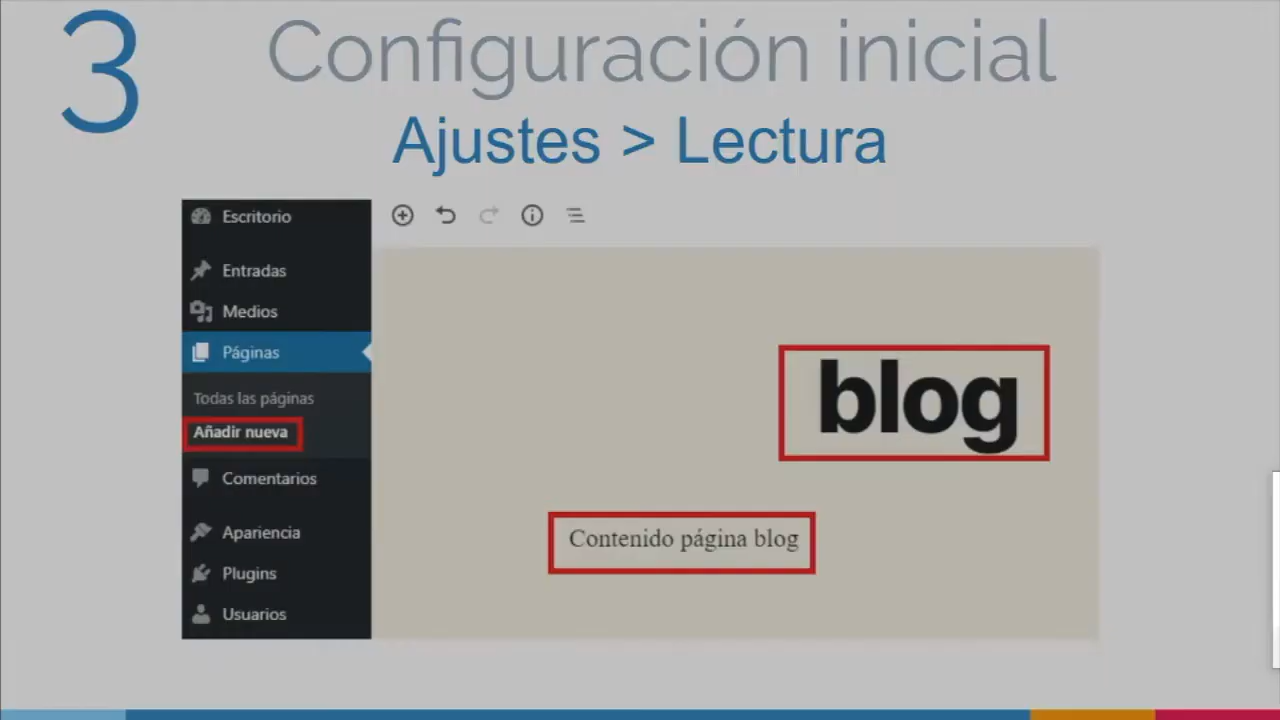 3
Configuración inicial
Ajustes > Lectura
Escritorio
Entradas
Medios
Páginas
Todas las páginas
Añadir nueva
Comentarios
Apariencia
Plugins
Usuarios
blog
Contenido página blog